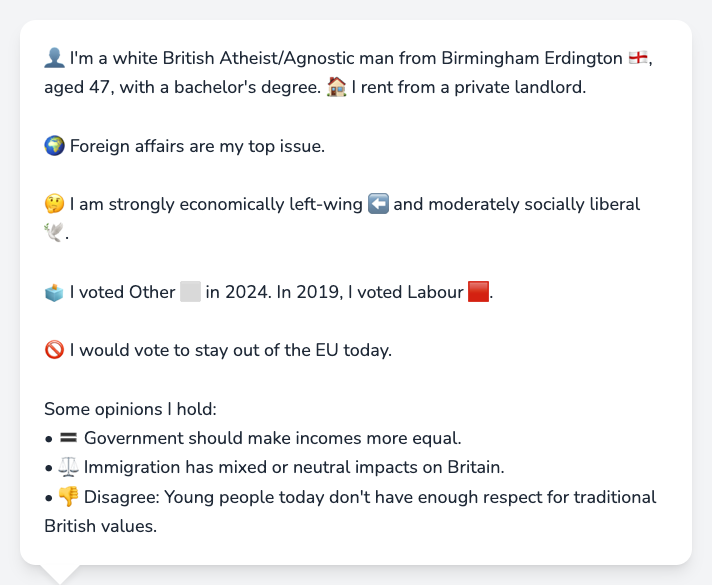 👤 I'm a white British Atheist/Agnostic man from Birmingham Erdington 🏴󠁧󠁢󠁥󠁮󠁧󠁿,
aged 47, with a bachelor's degree. 🏠 I rent from a private landlord.
🌍 Foreign affairs are my top issue.
🤔 I am strongly economically left-wing ⬅️ and moderately socially liberal
🕊️.
🗳️ I voted Other ⬜ in 2024. In 2019, I voted Labour 🟥.
🚫 I would vote to stay out of the EU today.
Some opinions I hold:
• 🟰 Government should make incomes more equal.
• ⚖️ Immigration has mixed or neutral impacts on Britain.
• 👎 Disagree: Young people today don't have enough respect for traditional
British values.